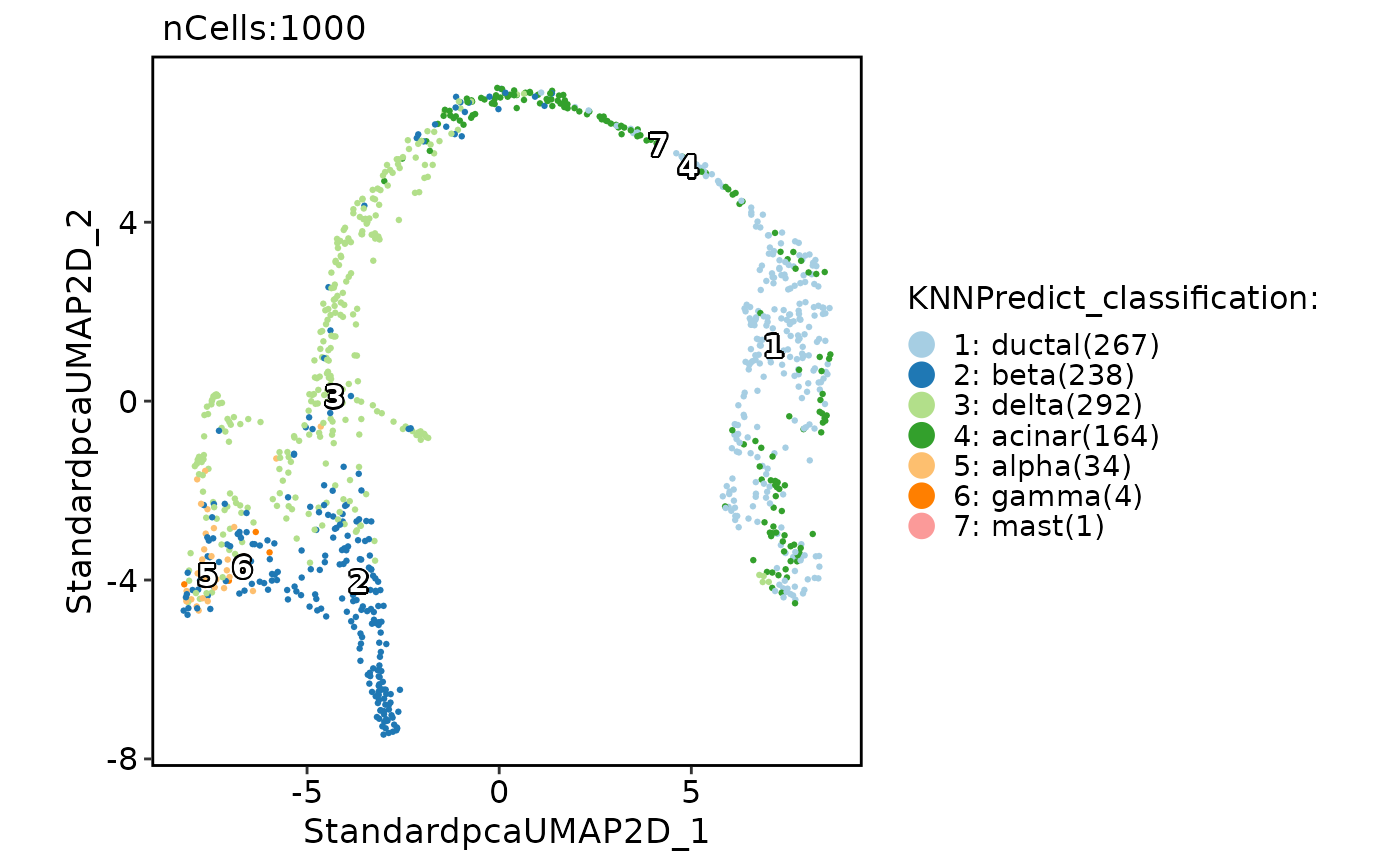 nCells:1000
StandardpcaUMAP2D_2
4
0
-4
-8
7
4
1
3
5
6
2
-5
0
5
StandardpcaUMAP2D_1
KNNPredict_classification:
1: ductal(267)
2: beta(238)
3: delta(292)
4: acinar(164)
5: alpha(34)
6: gamma(4)
7: mast(1)